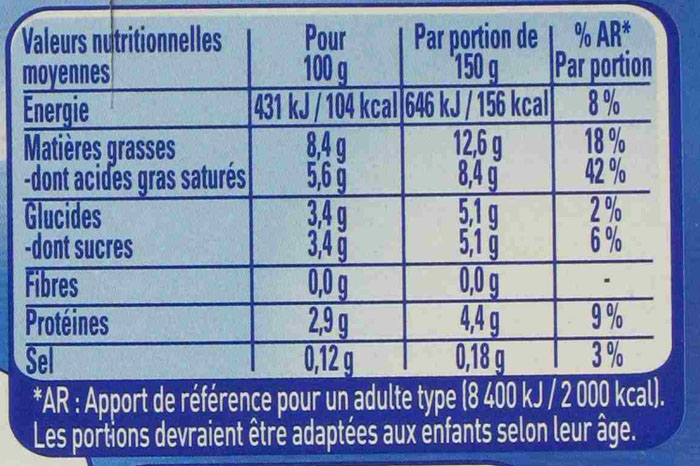 Valeurs nutritionnelles moyennes | Pour 100 g | Par portion de 150 g | % AR* Par portion
Energie | 431 kJ / 104 kcal | 646 kJ / 156 kcal | 8 %
Matières grasses | 8,4 g | 12,6 g | 18 %
-dont acides gras saturés | 5,6 g | 8,4 g | 42 %
Glucides | 3,4 g | 5,1 g | 2 %
-dont sucres | 3,4 g | 5,1 g | 6 %
Fibres | 0,0 g | 0,0 g | -
Protéines | 2,9 g | 4,4 g | 9 %
Sel | 0,12 g | 0,18 g | 3 %
*AR : Apport de référence pour un adulte type (8 400 kJ / 2 000 kcal).
Les portions devraient être adaptées aux enfants selon leur âge.